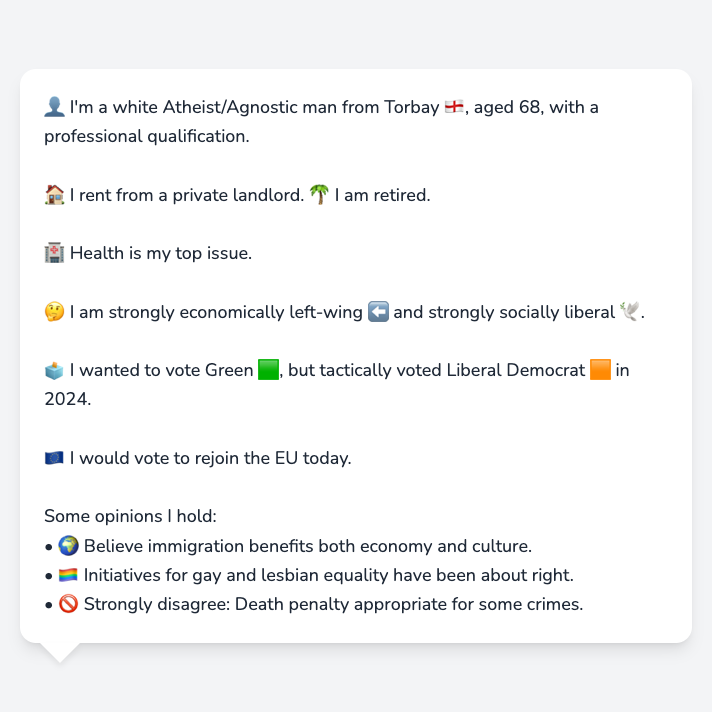 👤 I'm a white Atheist/Agnostic man from Torbay 🏴󠁧󠁢󠁥󠁮󠁧󠁿, aged 68, with a
professional qualification.
🏠 I rent from a private landlord. 🌴 I am retired.
🏥 Health is my top issue.
🤔 I am strongly economically left-wing ⬅️ and strongly socially liberal 🕊️.
🗳️ I wanted to vote Green 🟩, but tactically voted Liberal Democrat 🟧 in
2024.
🇪🇺 I would vote to rejoin the EU today.
Some opinions I hold:
• 🌍 Believe immigration benefits both economy and culture.
• 🏳️‍🌈 Initiatives for gay and lesbian equality have been about right.
• 🚫 Strongly disagree: Death penalty appropriate for some crimes.